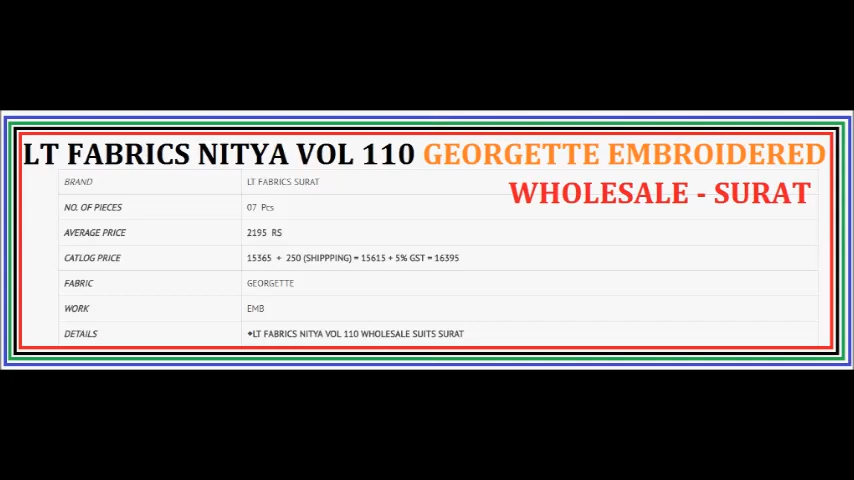 LT FABRICS NITYA VOL 110 GEORGETTE EMBROIDERED
WHOLESALE - SURAT
BRAND LT FABRICS SURAT
NO. OF PIECES 07 Pcs
AVERAGE PRICE 2195 RS
CATLOG PRICE 15365 + 250 (SHIPPPING) = 15615 + 5% GST = 16395
FABRIC GEORGETTE
WORK EMB
DETAILS *LT FABRICS NITYA VOL 110 WHOLESALE SUITS SURAT